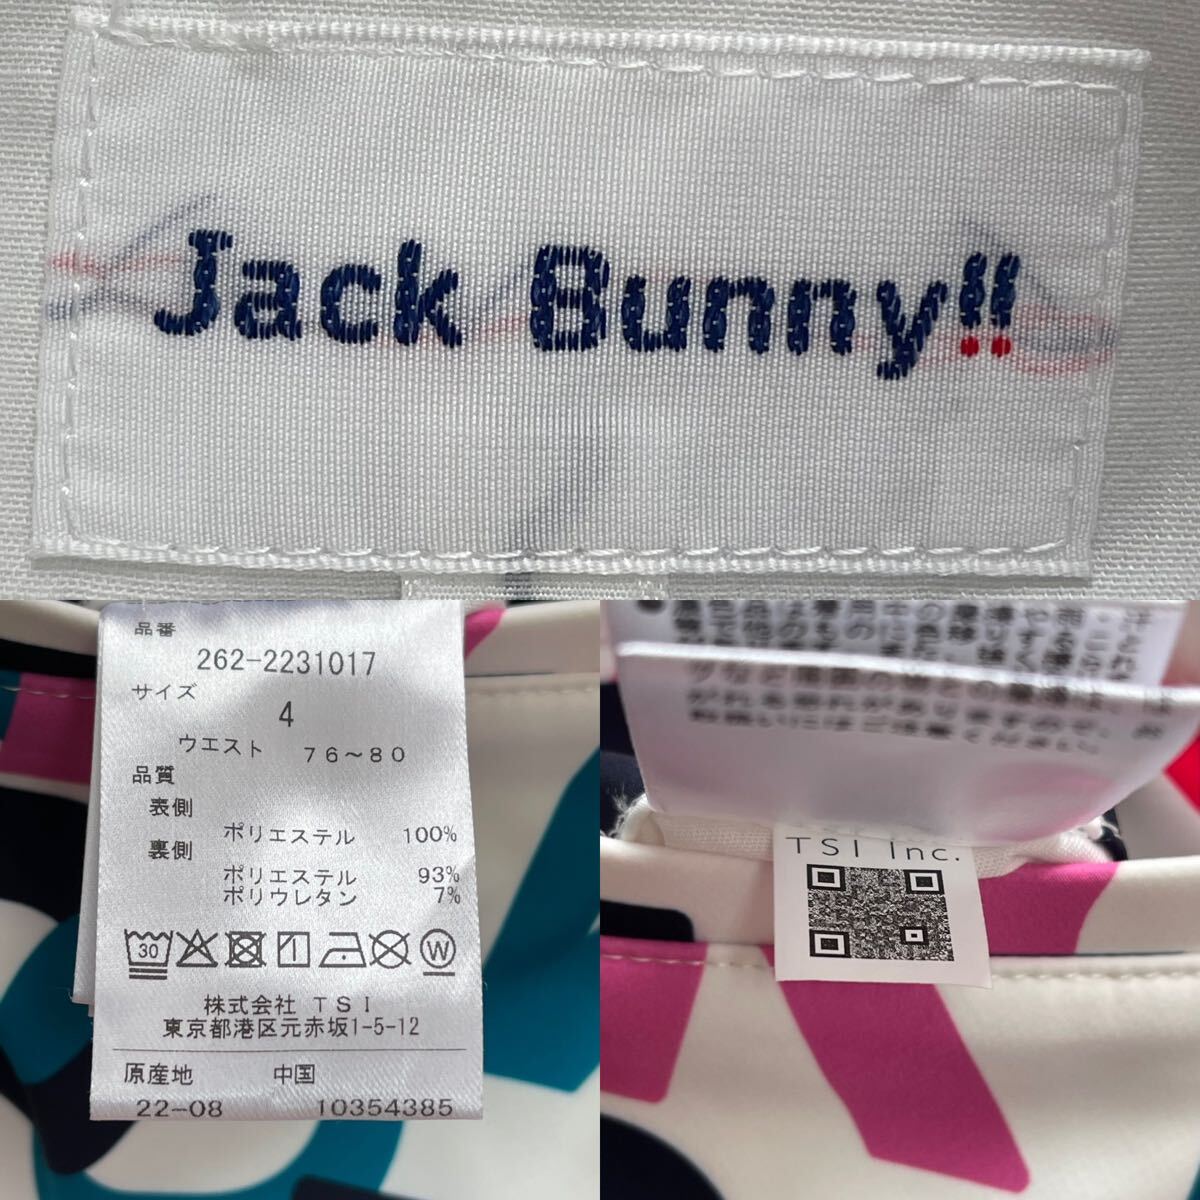 Jack Bunny!!
品番
262-2231017
サイズ
4
ウエスト 76～80
品質
表側
ポリエステル 100%
裏側
ポリエステル 93%
ポリウレタン 7%
30
W
株式会社 TSI
東京都港区元赤坂1-5-12
原産地 中国
22-08 10354385
TSI Inc.